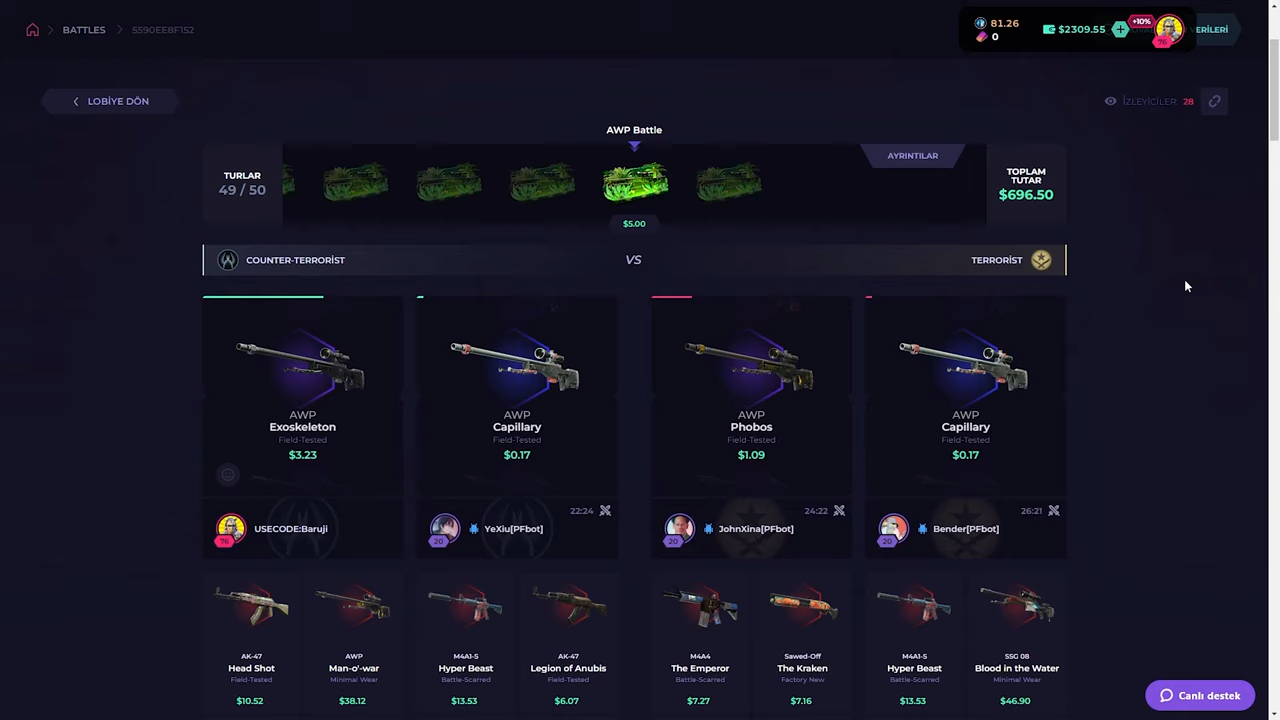 BATTLES
5590EE8F152
81.26
0
$2309.55
+10%
76
VERİLERİ
LOBİYE DÖN
İZLEYİCİLER: 28
AWP Battle
TURLAR
49 / 50
AYRINTILAR
TOPLAM
TUTAR
$696.50
$5.00
COUNTER-TERRORİST
VS
TERRORİST
AWP
Exoskeleton
Field-Tested
$3.23
AWP
Capillary
Field-Tested
$0.17
AWP
Phobos
Field-Tested
$1.09
AWP
Capillary
Field-Tested
$0.17
USECODE:Baruji
76
22:24
YeXiu[PFbot]
20
24:22
JohnXina[PFbot]
20
26:21
Bender[PFbot]
20
AK-47
Head Shot
Field-Tested
$10.52
AWP
Man-o'-war
Minimal Wear
$38.12
M4A1-S
Hyper Beast
Battle-Scarred
$13.53
AK-47
Legion of Anubis
Field-Tested
$6.07
M4A4
The Emperor
Battle-Scarred
$7.27
Sawed-Off
The Kraken
Factory New
$7.16
M4A1-S
Hyper Beast
Battle-Scarred
$13.53
SSG 08
Blood in the Water
Minimal Wear
$46.90
Canlı destek